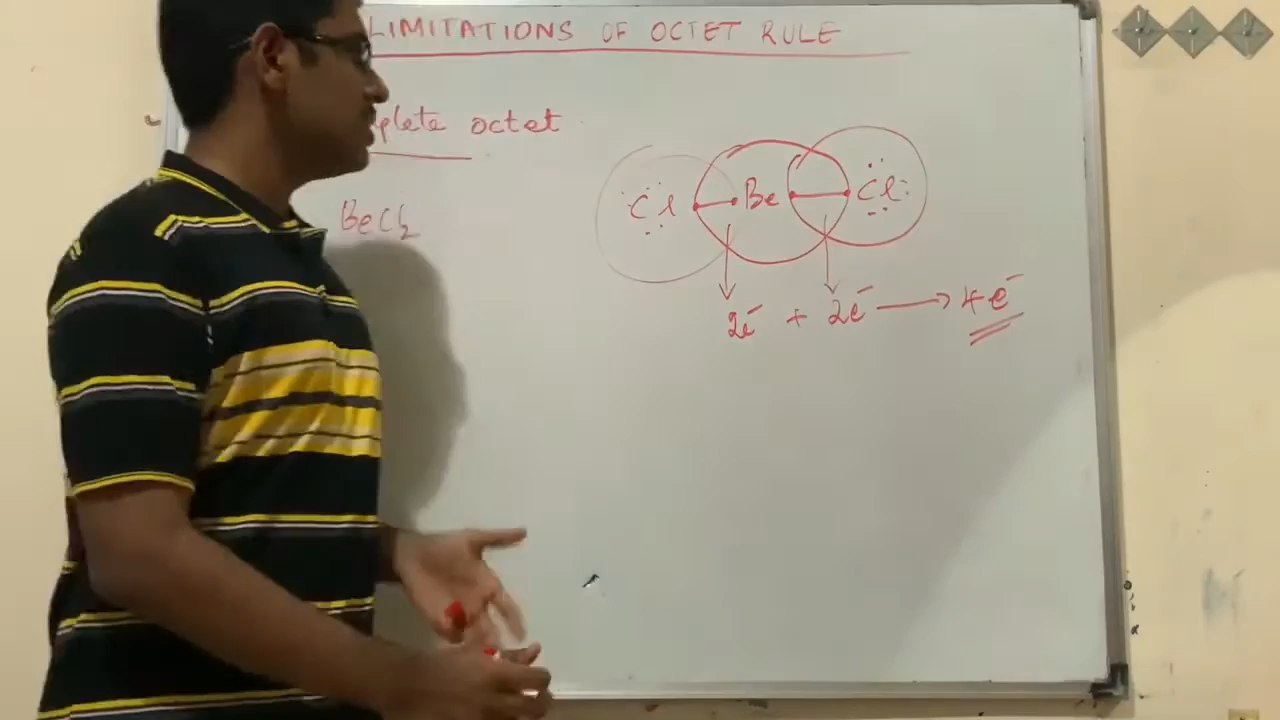 LIMITATIONS OF OCTET RULE
plete octet
BeCl₂
Cl Be Cl
2e⁻ + 2e⁻ → 4e⁻